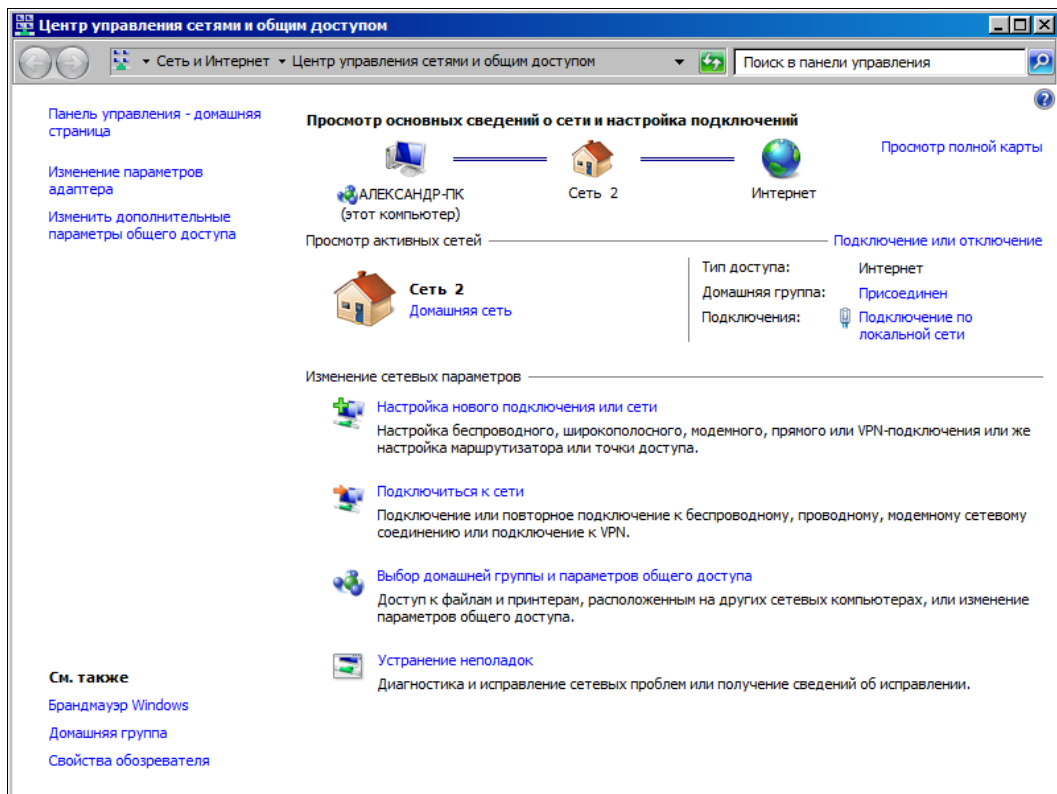 Центр управления сетями и общим доступом
Сеть и Интернет
Центр управления сетями и общим доступом
Поиск в панели управления
Панель управления - домашняя
страница
Изменение параметров
адаптера
Изменить дополнительные
параметры общего доступа
Просмотр основных сведений о сети и настройка подключений
Просмотр полной карты
АЛЕКСАНДР-ПК
(этот компьютер)
Сеть 2
Интернет
Просмотр активных сетей
Подключение или отключение
Сеть 2
Домашняя сеть
Тип доступа: Интернет
Домашняя группа: Присоединен
Подключения: Подключение по
локальной сети
Изменение сетевых параметров
Настройка нового подключения или сети
Настройка беспроводного, широкополосного, модемного, прямого или VPN-подключения или же
настройка маршрутизатора или точки доступа.
Подключиться к сети
Подключение или повторное подключение к беспроводному, проводному, модемному сетевому
соединению или подключение к VPN.
Выбор домашней группы и параметров общего доступа
Доступ к файлам и принтерам, расположенным на других сетевых компьютерах, или изменение
параметров общего доступа.
Устранение неполадок
Диагностика и исправление сетевых проблем или получение сведений об исправлении.
См. также
Брандмауэр Windows
Домашняя группа
Свойства обозревателя